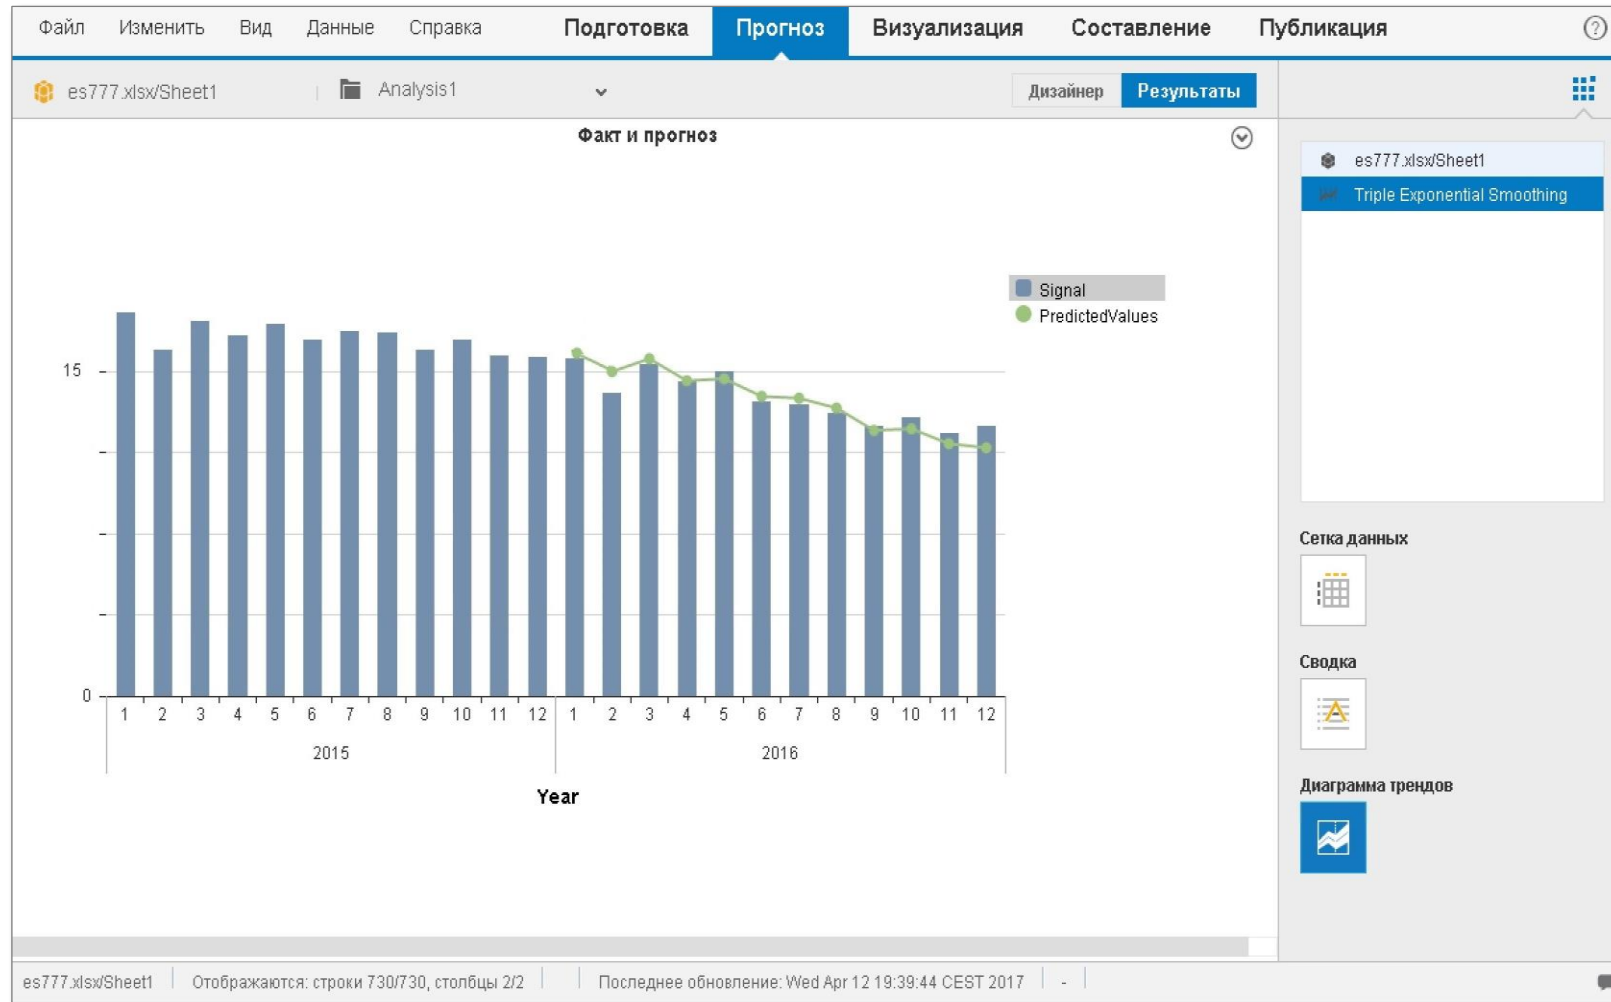 Файл Изменить Вид Данные Справка Подготовка Прогноз Визуализация Составление Публикация ?
es777.xlsx/Sheet1 Analysis1 Дизайнер Результаты
Факт и прогноз
es777.xlsx/Sheet1
Triple Exponential Smoothing
Signal
PredictedValues
15
0
1 2 3 4 5 6 7 8 9 10 11 12 1 2 3 4 5 6 7 8 9 10 11 12
2015 2016
Year
Сетка данных
Сводка
Диаграмма трендов
es777.xlsx/Sheet1 Отображаются: строки 730/730, столбцы 2/2 Последнее обновление: Wed Apr 12 19:39:44 CEST 2017 -